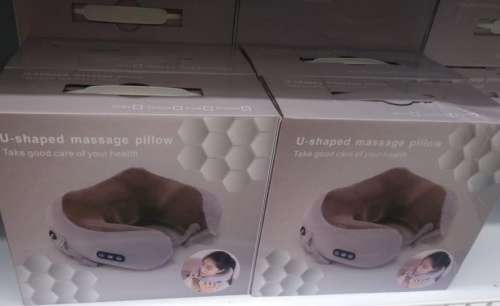 U-shaped massage pillow
Take good care of your health
U-shaped massage pillow
Take good care of your health